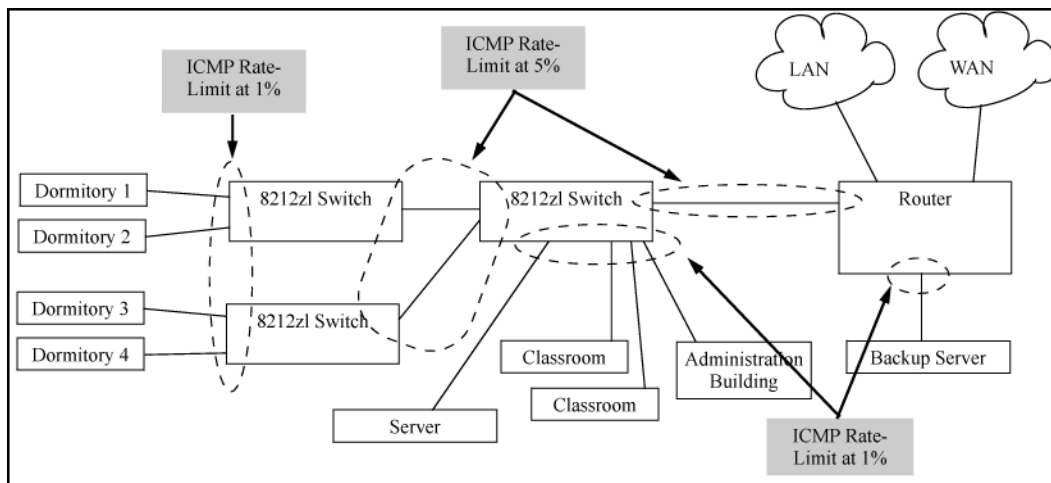 ICMP Rate-
Limit at 1%
ICMP Rate-
Limit at 5%
LAN
WAN
Dormitory 1
Dormitory 2
8212zl Switch
8212zl Switch
Router
Dormitory 3
Dormitory 4
8212zl Switch
Classroom
Administration
Building
Backup Server
Classroom
Server
ICMP Rate-
Limit at 1%